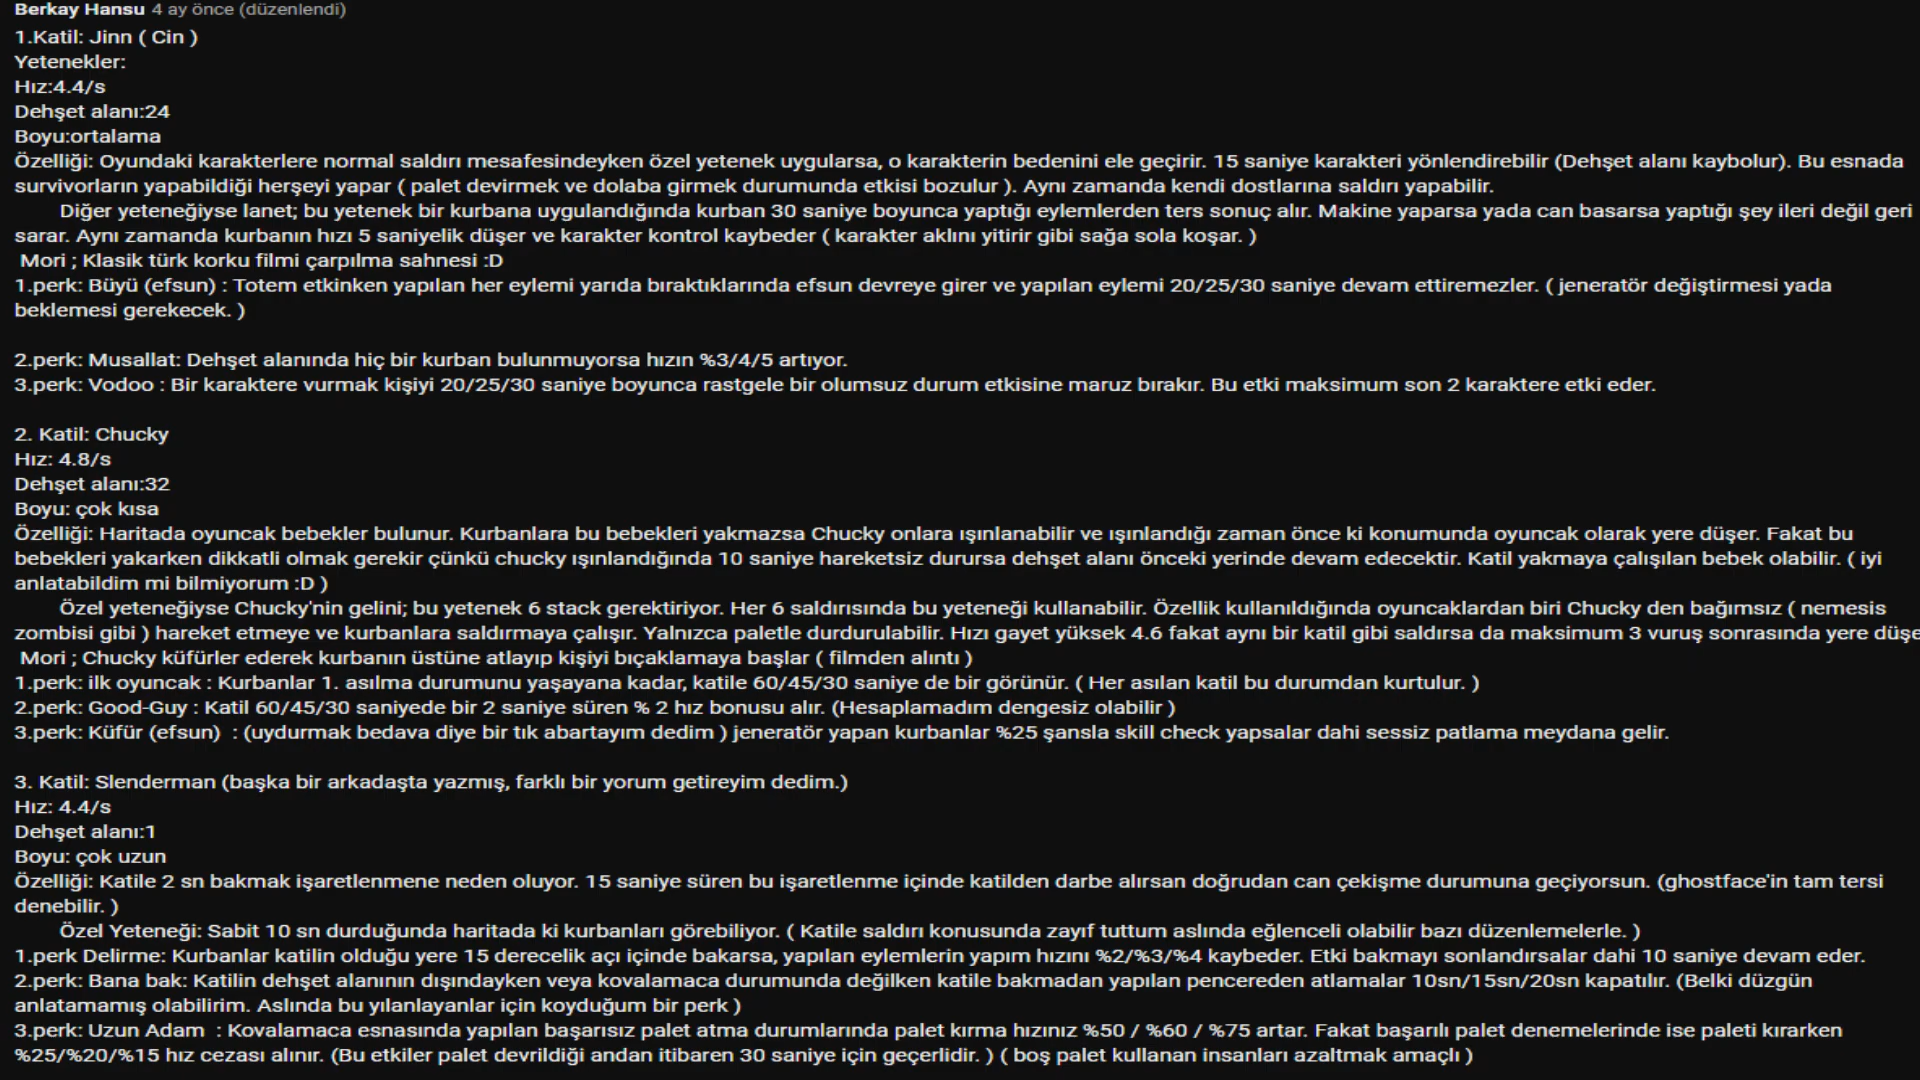 Berkay Hansu 4 ay önce (düzenlendi)
1.Katil: Jinn ( Cin )
Yetenekler:
Hız:4.4/s
Dehşet alanı:24
Boyu:ortalama
Özelliği: Oyundaki karakterlere normal saldırı mesafesindeyken özel yetenek uygularsa, o karakterin bedenini ele geçirir. 15 saniye karakteri yönlendirebilir (Dehşet alanı kaybolur). Bu esnada
survivorların yapabildiği herşeyi yapar ( palet devirmek ve dolaba girmek durumunda etkisi bozulur ). Aynı zamanda kendi dostlarına saldırı yapabilir.
Diğer yeteneğiyse lanet; bu yetenek bir kurbana uygulandığında kurban 30 saniye boyunca yaptığı eylemlerden ters sonuç alır. Makine yaparsa yada can basarsa yaptığı şey ileri değil geri
sarar. Aynı zamanda kurbanın hızı 5 saniyelik düşer ve karakter kontrol kaybeder ( karakter aklını yitirir gibi sağa sola koşar. )
Mori ; Klasik türk korku filmi çarpılma sahnesi :D
1.perk: Büyü (efsun) : Totem etkinken yapılan her eylemi yarıda bıraktıklarında efsun devreye girer ve yapılan eylemi 20/25/30 saniye devam ettiremezler. ( jeneratör değiştirmesi yada
beklemesi gerekecek. )
2.perk: Musallat: Dehşet alanında hiç bir kurban bulunmuyorsa hızın %3/4/5 artıyor.
3.perk: Vodoo : Bir karaktere vurmak kişiyi 20/25/30 saniye boyunca rastgele bir olumsuz durum etkisine maruz bırakır. Bu etki maksimum son 2 karaktere etki eder.
2. Katil: Chucky
Hız: 4.8/s
Dehşet alanı:32
Boyu: çok kısa
Özelliği: Haritada oyuncak bebekler bulunur. Kurbanlara bu bebekleri yakmazsa Chucky onlara ışınlanabilir ve ışınlandığı zaman önce ki konumunda oyuncak olarak yere düşer. Fakat bu
bebekleri yakarken dikkatli olmak gerekir çünkü chucky ışınlandığında 10 saniye hareketsiz durursa dehşet alanı önceki yerinde devam edecektir. Katil yakmaya çalışılan bebek olabilir. ( iyi
anlatabildim mi bilmiyorum :D )
Özel yeteneğiyse Chucky'nin gelini; bu yetenek 6 stack gerektiriyor. Her 6 saldırısında bu yeteneği kullanabilir. Özellik kullanıldığında oyuncaklardan biri Chucky den bağımsız ( nemesis
zombisi gibi ) hareket etmeye ve kurbanlara saldırmaya çalışır. Yalnızca paletle durdurulabilir. Hızı gayet yüksek 4.6 fakat aynı bir katil gibi saldırsa da maksimum 3 vuruş sonrasında yere düşe
Mori ; Chucky küfürler ederek kurbanın üstüne atlayıp kişiyi bıçaklamaya başlar ( filmden alıntı )
1.perk: ilk oyuncak : Kurbanlar 1. asılma durumunu yaşayana kadar, katile 60/45/30 saniye de bir görünür. ( Her asılan katil bu durumdan kurtulur. )
2.perk: Good-Guy : Katil 60/45/30 saniyede bir 2 saniye süren % 2 hız bonusu alır. (Hesaplamadım dengesiz olabilir )
3.perk: Küfür (efsun)  : (uydurmak bedava diye bir tık abartayım dedim ) jeneratör yapan kurbanlar %25 şansla skill check yapsalar dahi sessiz patlama meydana gelir.
3. Katil: Slenderman (başka bir arkadaşta yazmış, farklı bir yorum getireyim dedim.)
Hız: 4.4/s
Dehşet alanı:1
Boyu: çok uzun
Özelliği: Katile 2 sn bakmak işaretlenmene neden oluyor. 15 saniye süren bu işaretlenme içinde katilden darbe alırsan doğrudan can çekişme durumuna geçiyorsun. (ghostface'in tam tersi
denebilir. )
Özel Yeteneği: Sabit 10 sn durduğunda haritada ki kurbanları görebiliyor. ( Katile saldırı konusunda zayıf tuttum aslında eğlenceli olabilir bazı düzenlemelerle. )
1.perk Delirme: Kurbanlar katilin olduğu yere 15 derecelik açı içinde bakarsa, yapılan eylemlerin yapım hızını %2/%3/%4 kaybeder. Etki bakmayı sonlandırsalar dahi 10 saniye devam eder.
2.perk: Bana bak: Katilin dehşet alanının dışındayken veya kovalamaca durumunda değilken katile bakmadan yapılan pencereden atlamalar 10sn/15sn/20sn kapatılır. (Belki düzgün
anlatamamış olabilirim. Aslında bu yılanlayanlar için koyduğum bir perk )
3.perk: Uzun Adam  : Kovalamaca esnasında yapılan başarısız palet atma durumlarında palet kırma hızınız %50 / %60 / %75 artar. Fakat başarılı palet denemelerinde ise paleti kırarken
%25/%20/%15 hız cezası alınır. (Bu etkiler palet devrildiği andan itibaren 30 saniye için geçerlidir. ) ( boş palet kullanan insanları azaltmak amaçlı )